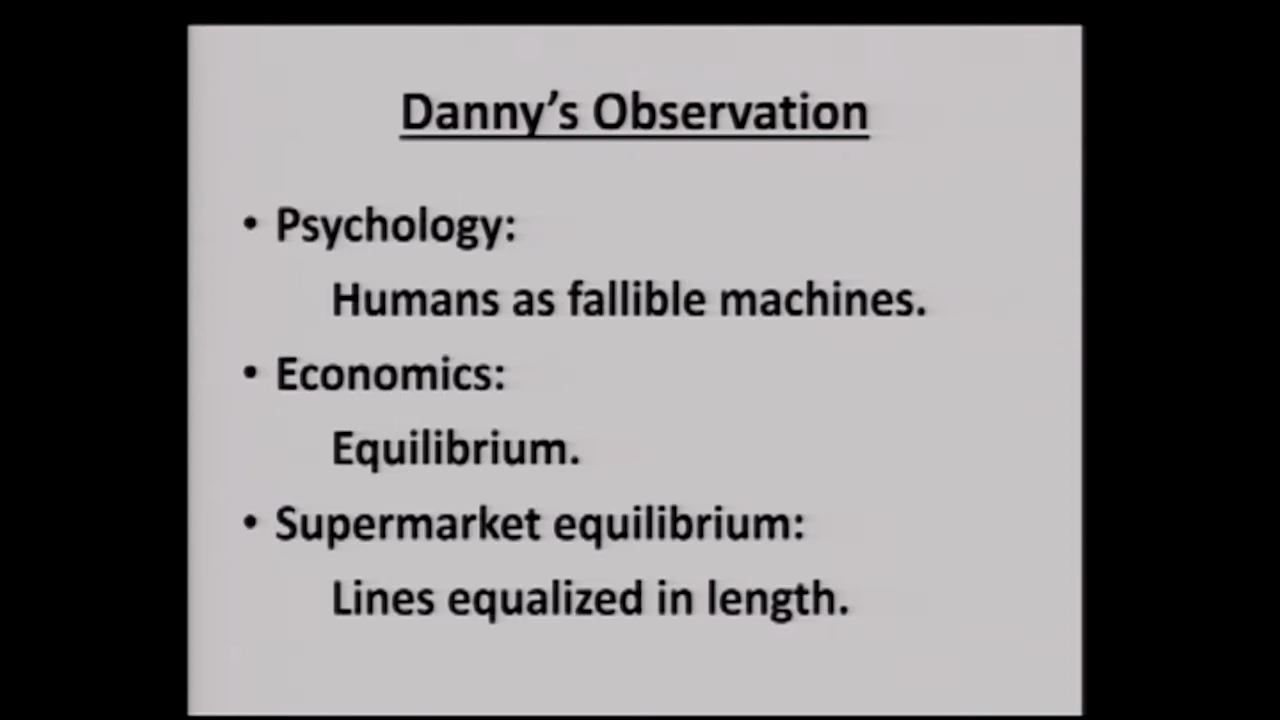 Danny's Observation
• Psychology:
Humans as fallible machines.
• Economics:
Equilibrium.
• Supermarket equilibrium:
Lines equalized in length.